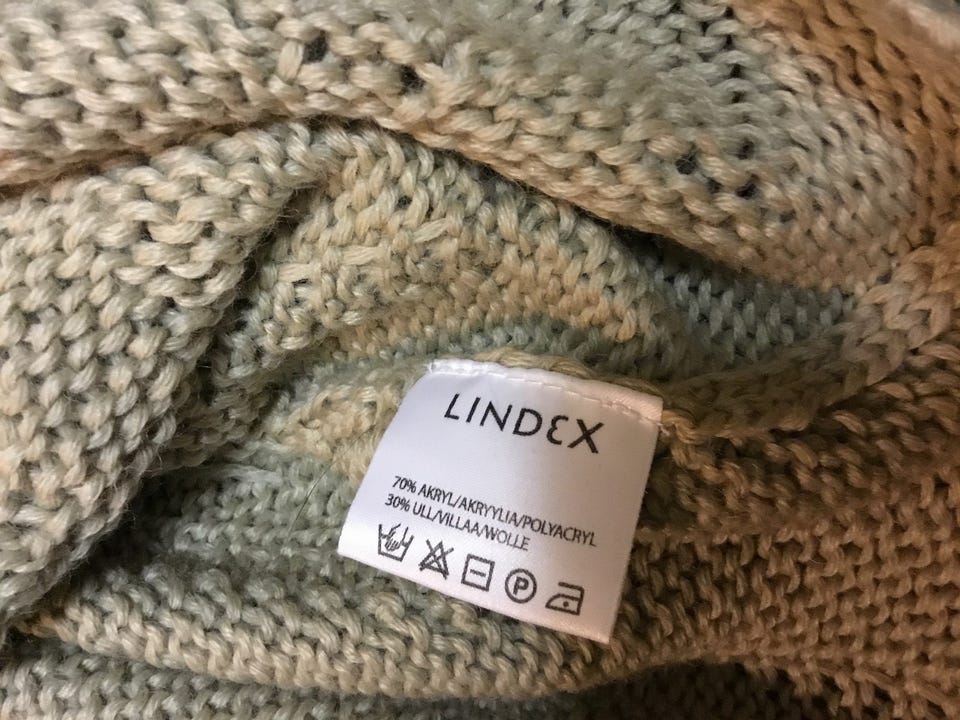 LINDEX
70% AKRYL/AKRYYLIA/POLYACRYL
30% ULL/VILLAA/WOLLE
P